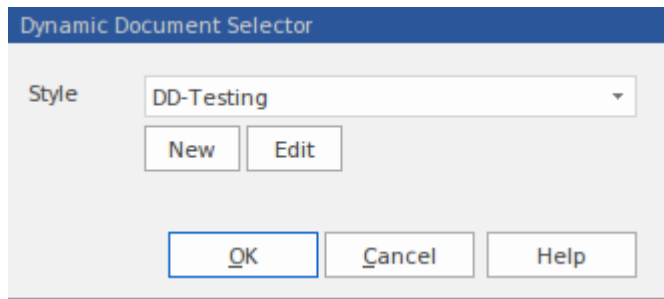 Dynamic Document Selector
Style DD-Testing
New Edit
OK Cancel Help